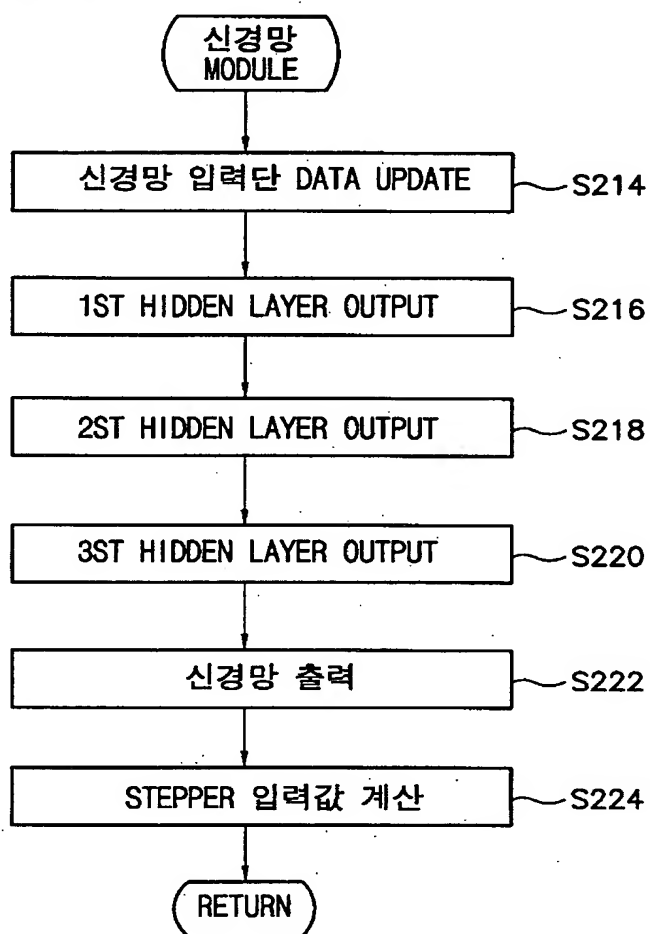 신경망
MODULE
신경망 입력단 DATA UPDATE
S214
1ST HIDDEN LAYER OUTPUT
S216
2ST HIDDEN LAYER OUTPUT
S218
3ST HIDDEN LAYER OUTPUT
S220
신경망 출력
S222
STEPPER 입력값 계산
S224
RETURN